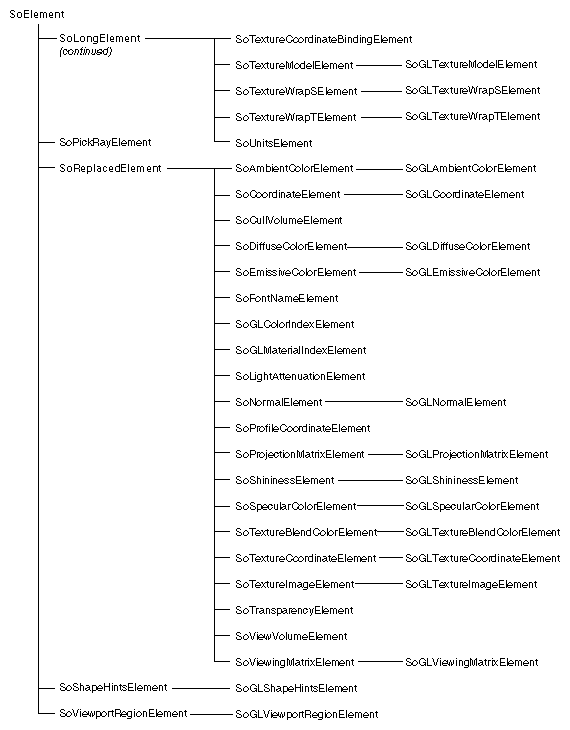 SoElement
SoLongElement SoTextureCoordinateBindingElement
(continued)
SoTextureModelElement SoGLTextureModelElement
SoTextureWrapSElement SoGLTextureWrapSElement
SoTextureWrapTElement SoGLTextureWrapTElement
SoPickRayElement SoUnitsElement
SoReplacedElement SoAmbientColorElement SoGLAmbientColorElement
SoCoordinateElement SoGLCoordinateElement
SoCullVolumeElement
SoDiffuseColorElement SoGLDiffuseColorElement
SoEmissiveColorElement SoGLEmissiveColorElement
SoFontNameElement
SoGLColorIndexElement
SoGLMaterialIndexElement
SoLightAttenuationElement
SoNormalElement SoGLNormalElement
SoProfileCoordinateElement
SoProjectionMatrixElement SoGLProjectionMatrixElement
SoShininessElement SoGLShininessElement
SoSpecularColorElement SoGLSpecularColorElement
SoTextureBlendColorElement SoGLTextureBlendColorElement
SoTextureCoordinateElement SoGLTextureCoordinateElement
SoTextureImageElement SoGLTextureImageElement
SoTransparencyElement
SoViewVolumeElement
SoViewingMatrixElement SoGLViewingMatrixElement
SoShapeHintsElement SoGLShapeHintsElement
SoViewportRegionElement SoGLViewportRegionElement